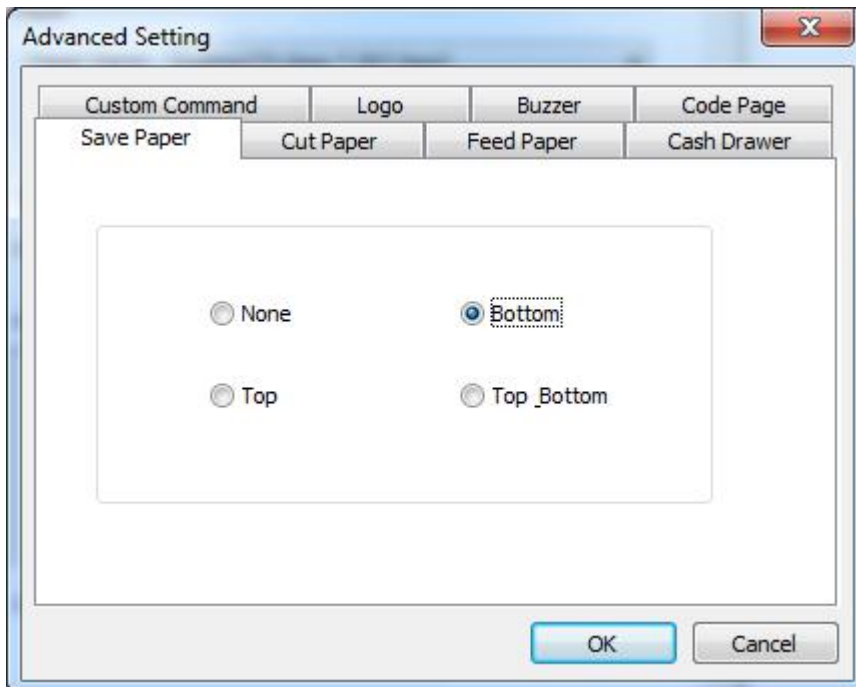 Advanced Setting
Custom Command Logo Buzzer Code Page
Save Paper Cut Paper Feed Paper Cash Drawer
None Bottom
Top Top_Bottom
OK Cancel